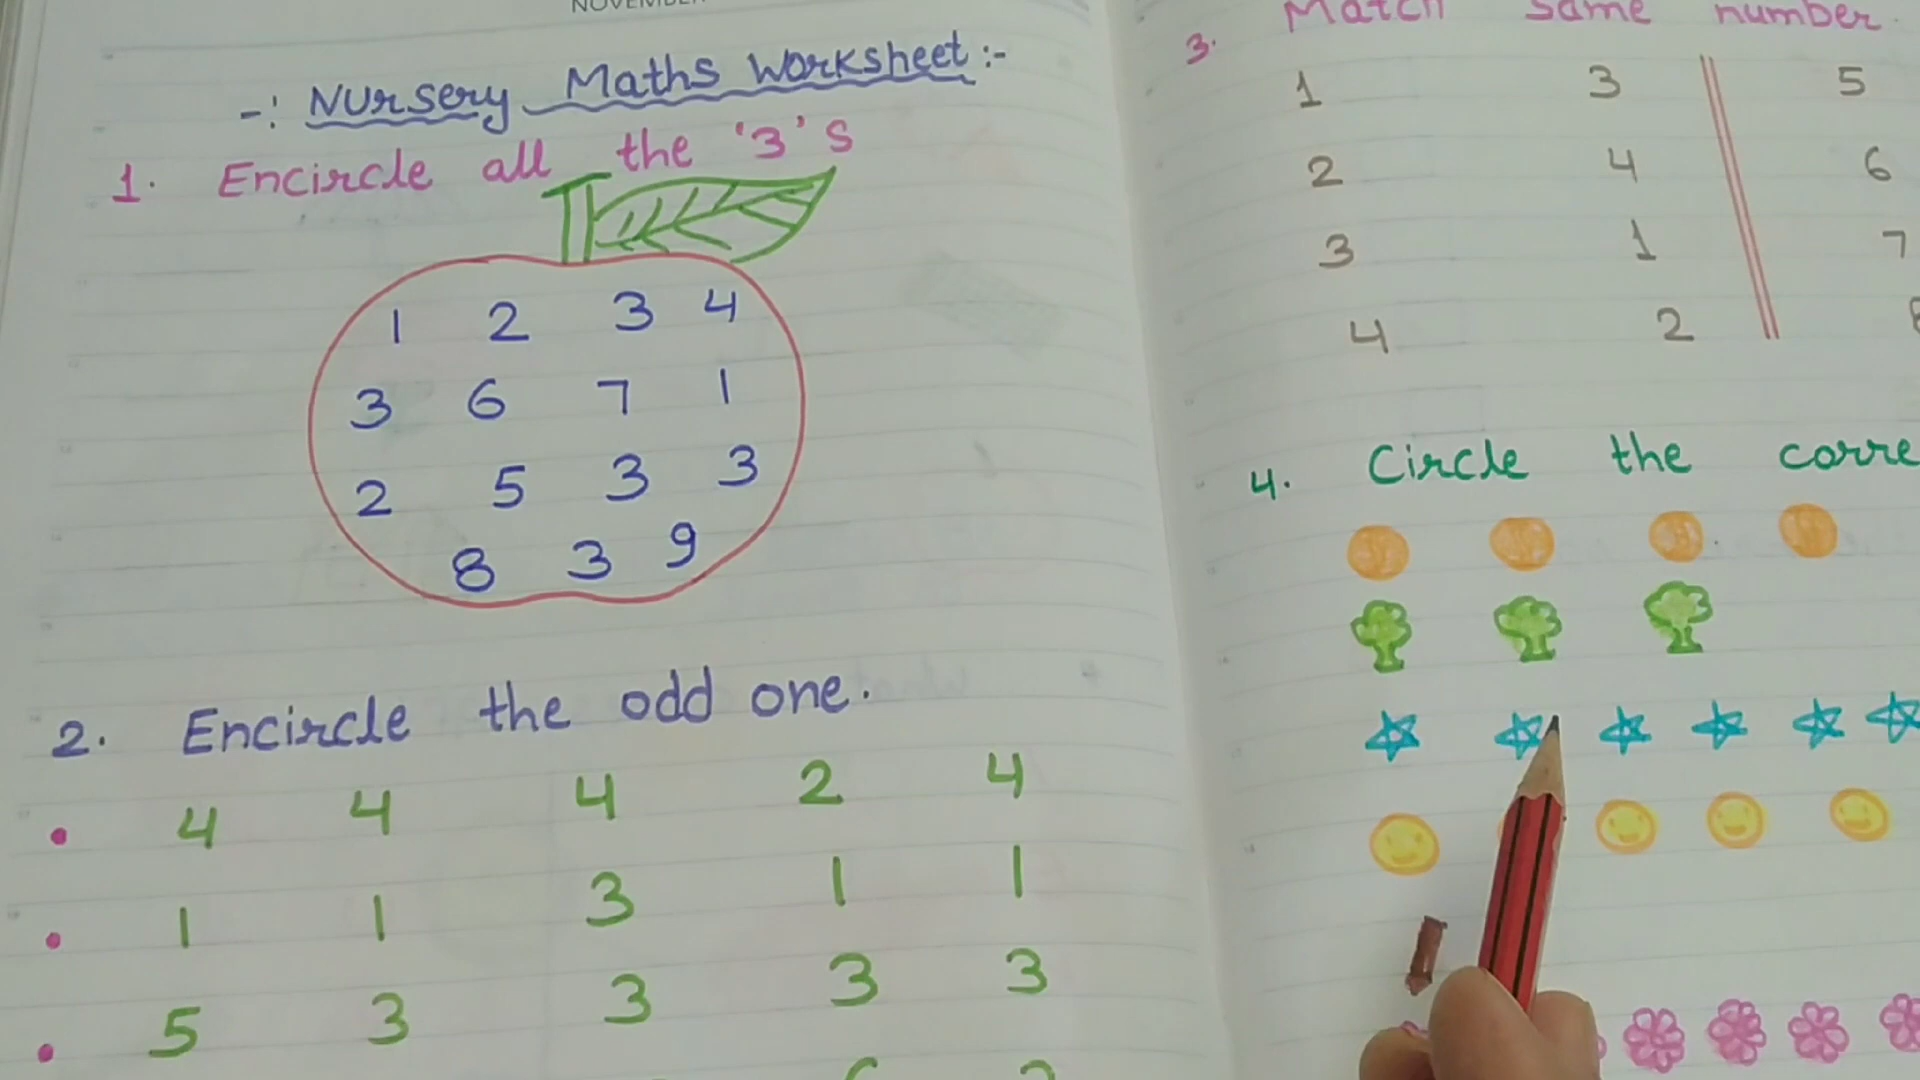 NOVEMBER
-: Nursery Maths Worksheet :-
1. Encircle all the '3's
1 2 3 4
3 6 7 1
2 5 3 3
8 3 9
2. Encircle the odd one.
• 4 4 4 2 4
• 1 1 3 1 1
• 5 3 3 3 3
3. Match same number.
1 3 5
2 4 6
3 1 7
4 2
4. Circle the